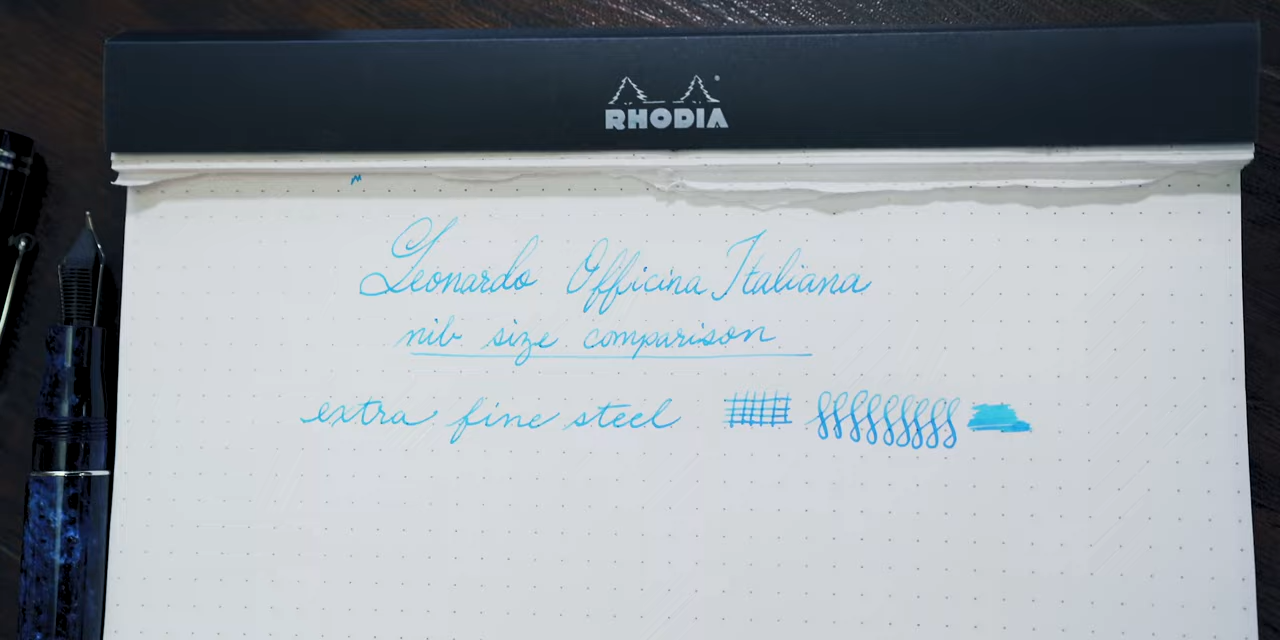 RHODIA
Leonardo Officina Italiana
nib size comparison
extra fine steel